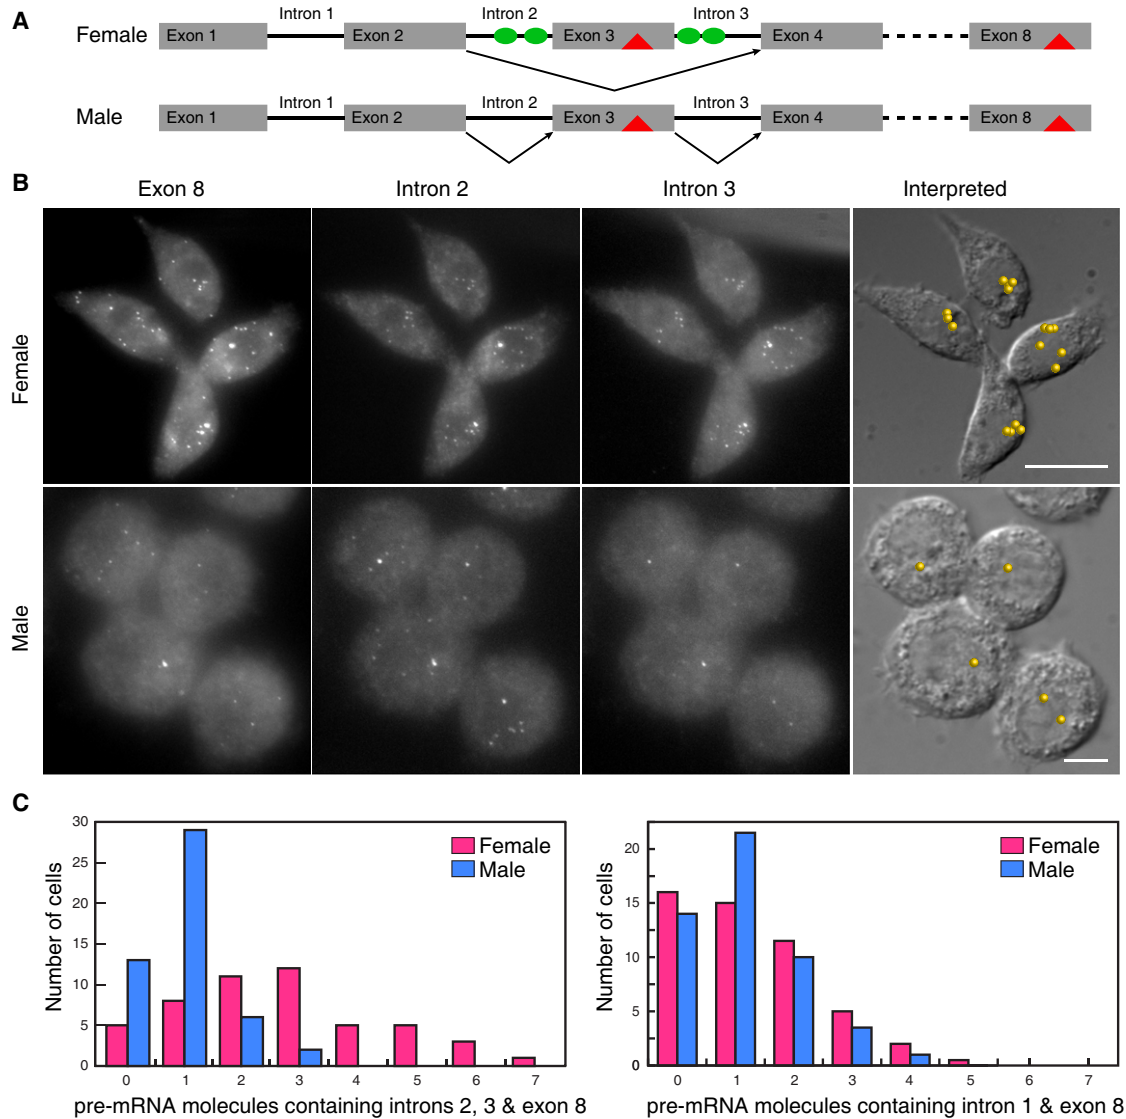 A
Intron 1 Intron 2 Intron 3
Female Exon 1 Exon 2 Exon 3 Exon 4 Exon 8
Intron 1 Intron 2 Intron 3
Male Exon 1 Exon 2 Exon 3 Exon 4 Exon 8
B
Exon 8 Intron 2 Intron 3 Interpreted
Female
Male
C
Number of cells
30
25
20
15
10
5
0
Female
Male
0 1 2 3 4 5 6 7
pre-mRNA molecules containing introns 2, 3 & exon 8
Number of cells
20
15
10
5
0
Female
Male
0 1 2 3 4 5 6 7
pre-mRNA molecules containing intron 1 & exon 8